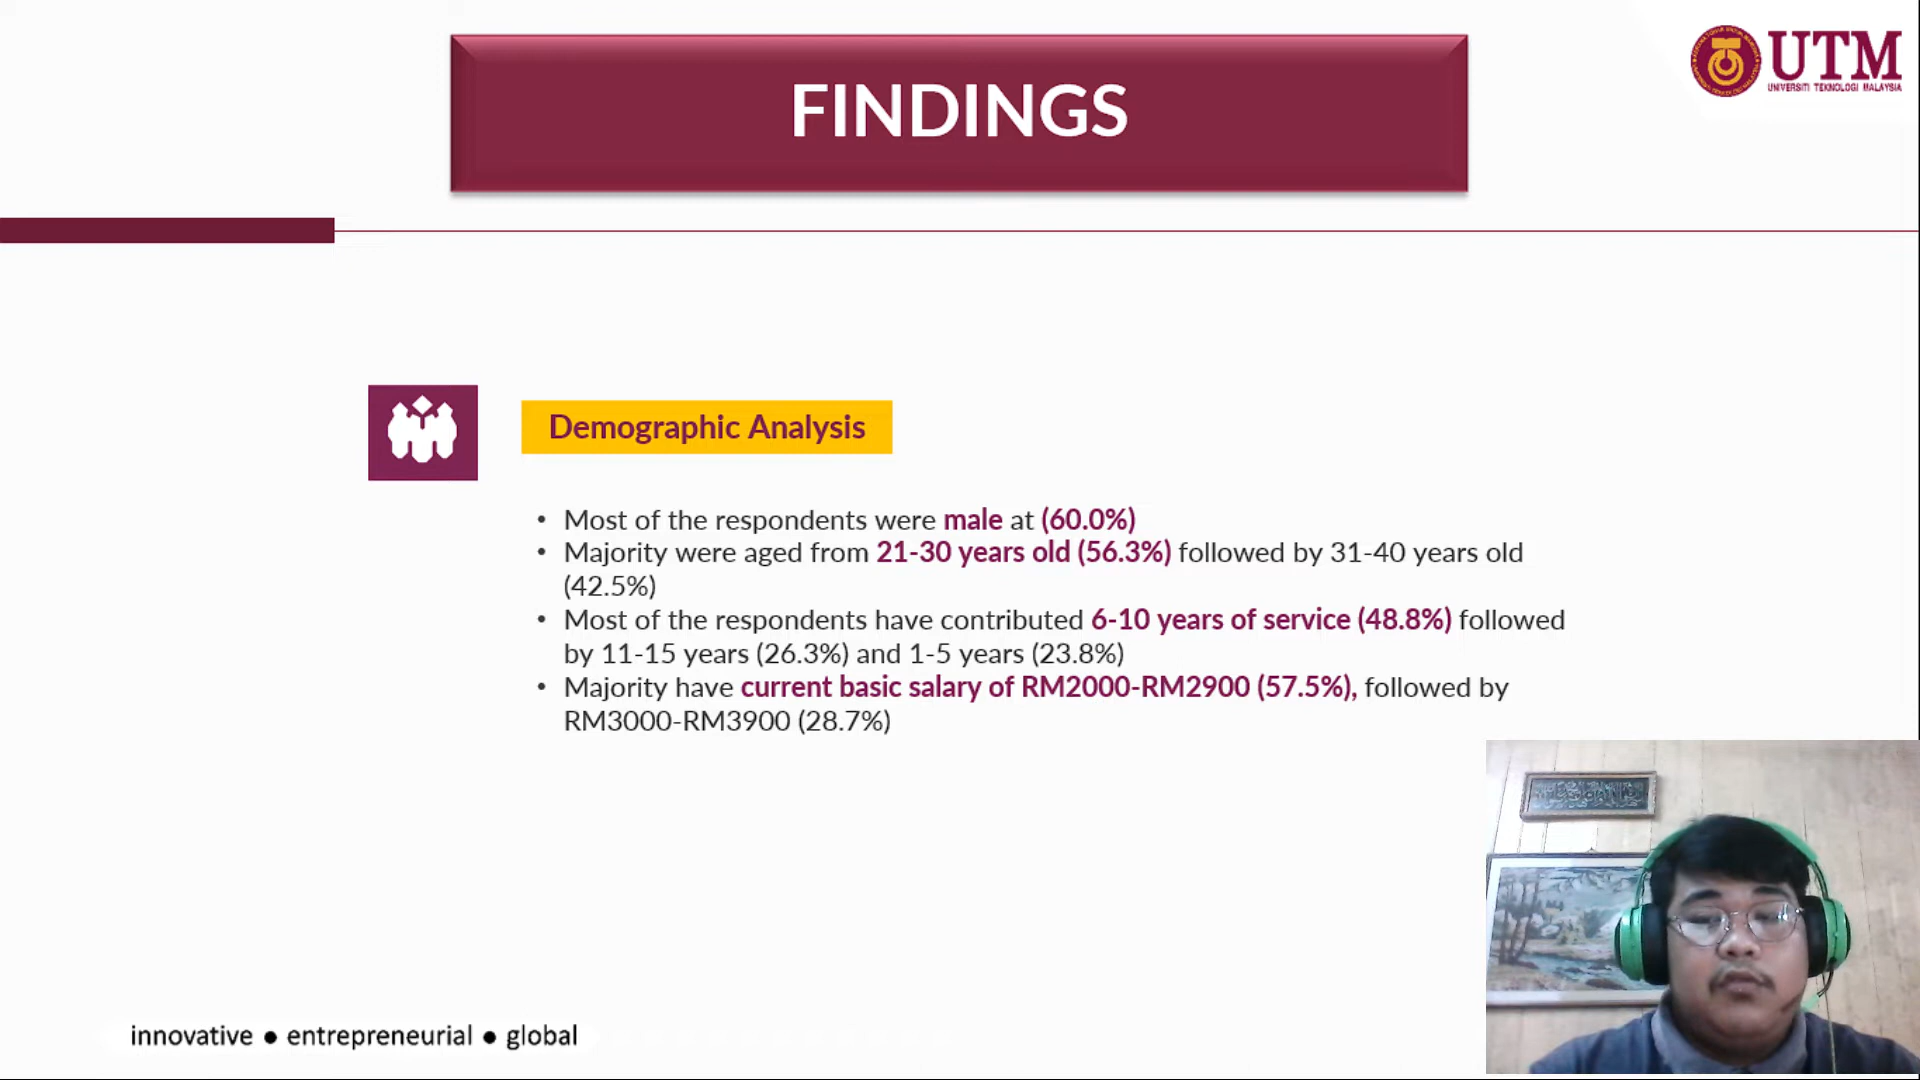 FINDINGS
UTM
UNIVERSITI TEKNOLOGI MALAYSIA
Demographic Analysis
• Most of the respondents were male at (60.0%)
• Majority were aged from 21-30 years old (56.3%) followed by 31-40 years old
(42.5%)
• Most of the respondents have contributed 6-10 years of service (48.8%) followed
by 11-15 years (26.3%) and 1-5 years (23.8%)
• Majority have current basic salary of RM2000-RM2900 (57.5%), followed by
RM3000-RM3900 (28.7%)
innovative ● entrepreneurial ● global